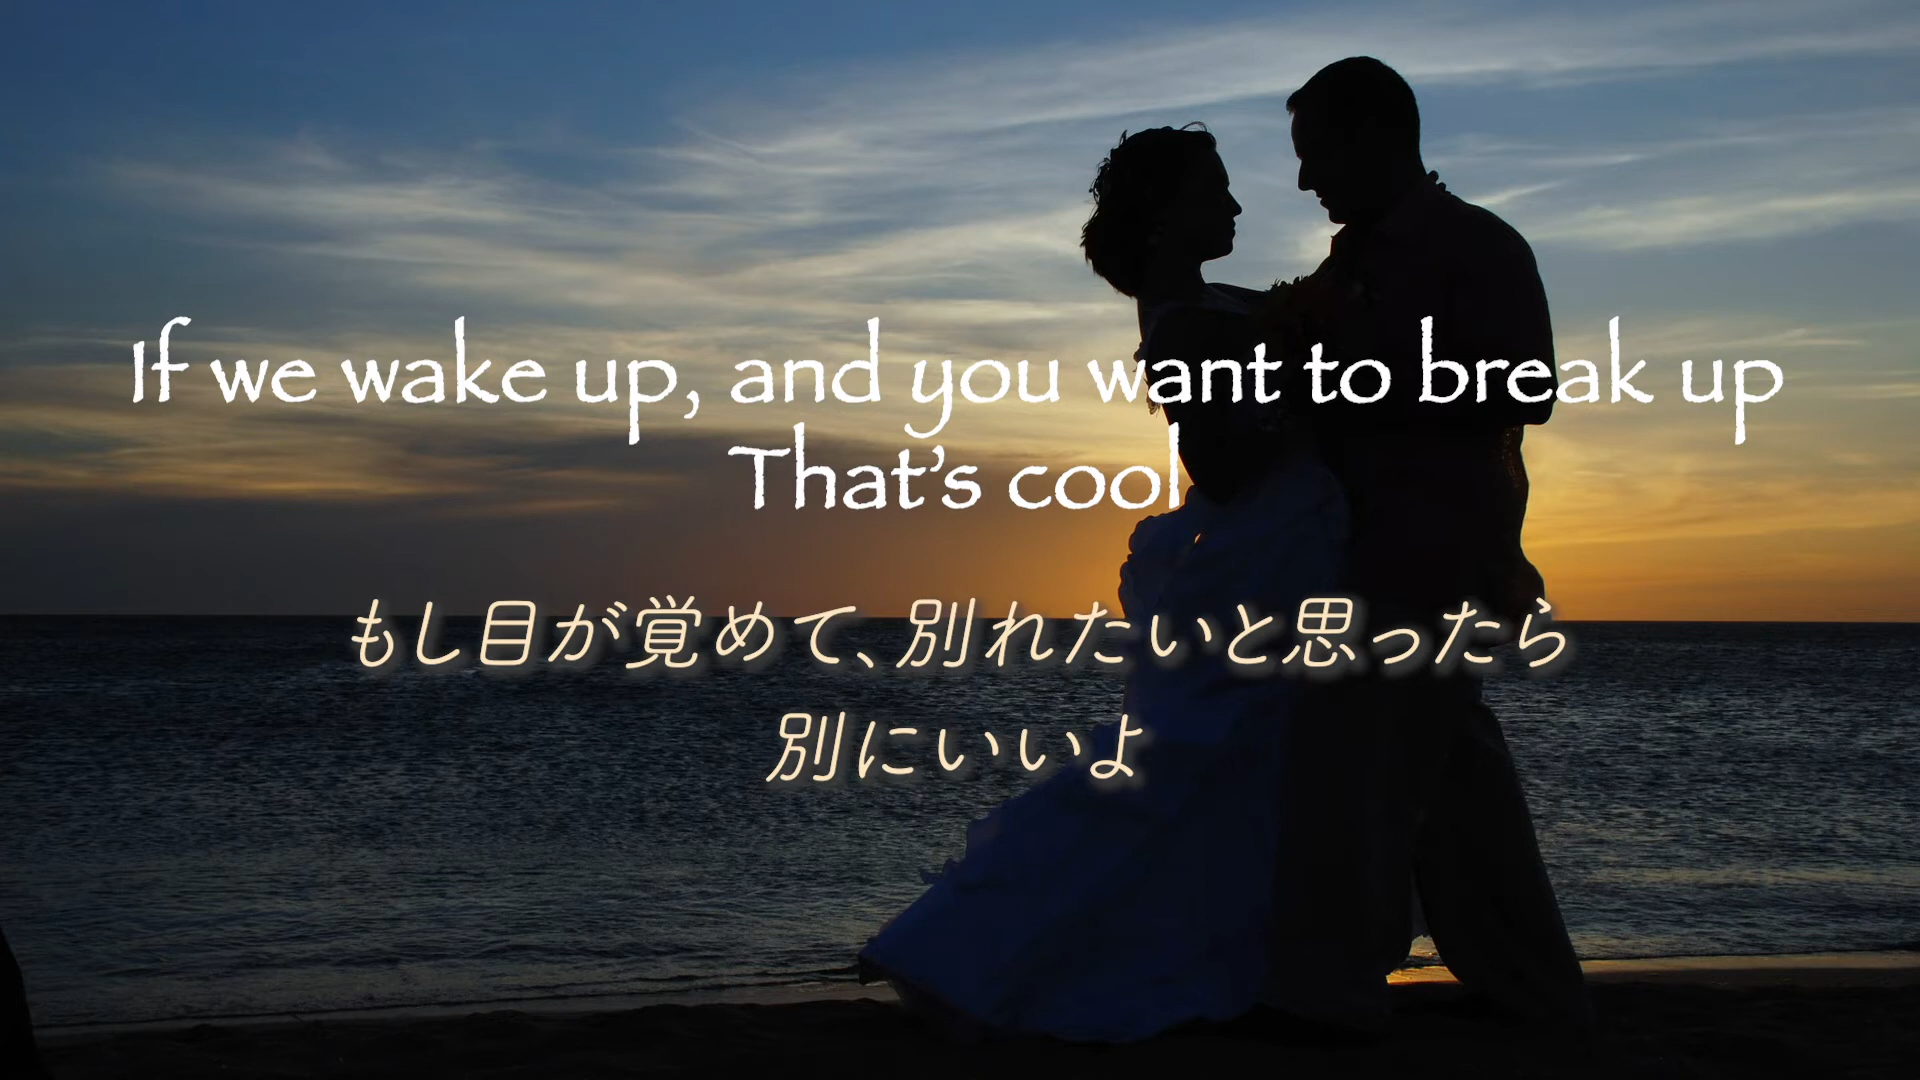 If we wake up, and you want to break up
That's cool
もし目が覚めて、別れたいと思ったら
別にいいよ